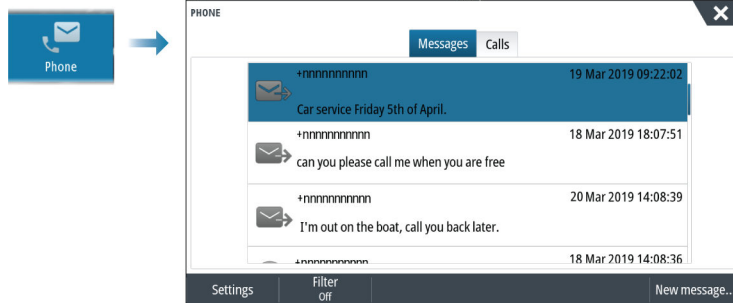 Phone
PHONE
Messages Calls
+nnnnnnnnnn 19 Mar 2019 09:22:02
Car service Friday 5th of April.
+nnnnnnnnnnn 18 Mar 2019 18:07:51
can you please call me when you are free
+nnnnnnnnnnn 20 Mar 2019 14:08:39
I'm out on the boat, call you back later.
+nnnnnnnnnnn 18 Mar 2019 14:08:36
Settings Filter New message...
Off